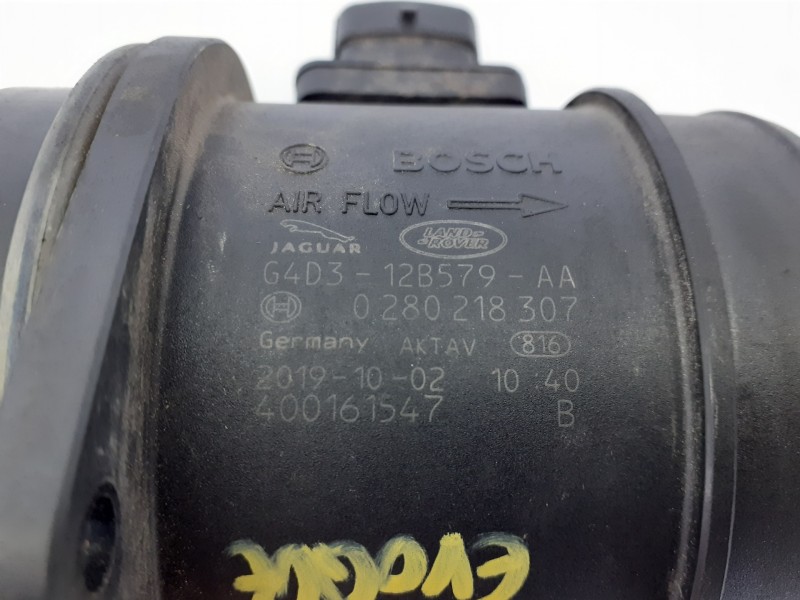 BOSCH
AIR FLOW
JAGUAR LAND-
-ROVER
G4D3-12B579-AA
0 280 218 307
Germany AKTAV 816
2019-10-02 10:40
400161547 B
EVOQUE